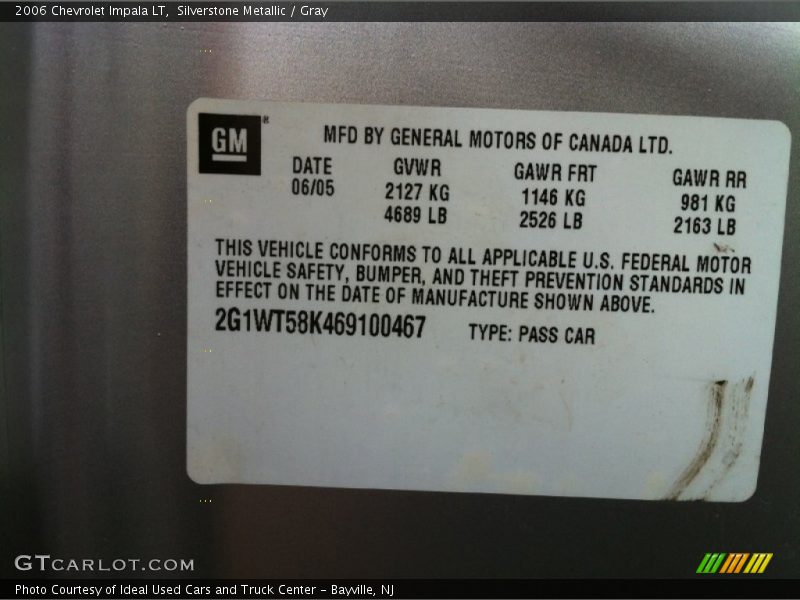 2006 Chevrolet Impala LT, Silverstone Metallic / Gray
GM®
MFD BY GENERAL MOTORS OF CANADA LTD.
DATE GVWR GAWR FRT GAWR RR
06/05 2127 KG 1146 KG 981 KG
4689 LB 2526 LB 2163 LB
THIS VEHICLE CONFORMS TO ALL APPLICABLE U.S. FEDERAL MOTOR
VEHICLE SAFETY, BUMPER, AND THEFT PREVENTION STANDARDS IN
EFFECT ON THE DATE OF MANUFACTURE SHOWN ABOVE.
2G1WT58K469100467 TYPE: PASS CAR
GTCARLOT.COM
Photo Courtesy of Ideal Used Cars and Truck Center - Bayville, NJ